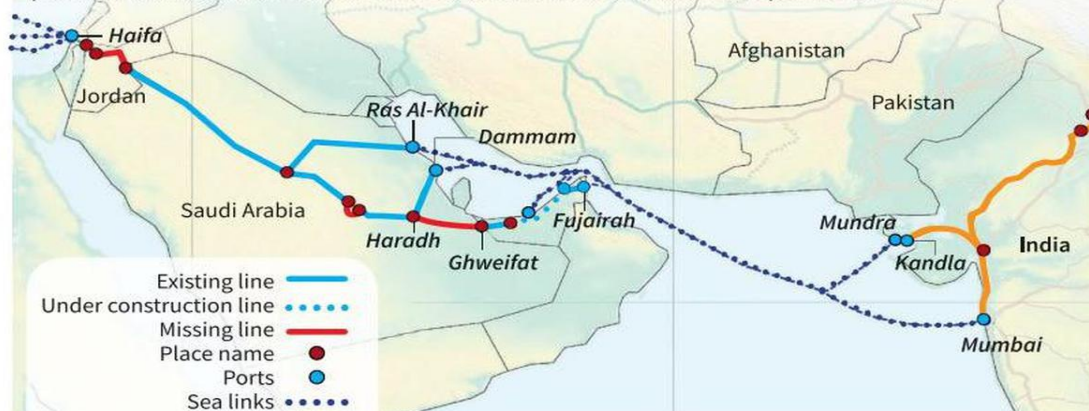 Haifa
Afghanistan
Jordan
Pakistan
Ras Al-Khair
Dammam
Saudi Arabia
Haradh
Ghweifat
Fujairah
Mundra
Kandla
India
Mumbai
Existing line
Under construction line
Missing line
Place name
Ports
Sea links